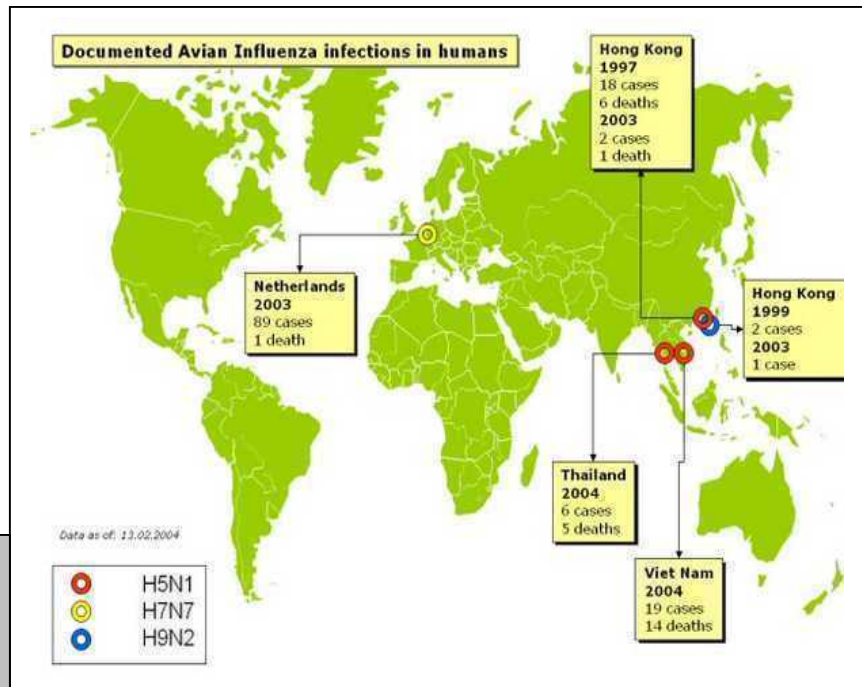 Documented Avian Influenza infections in humans
Hong Kong
1997
18 cases
6 deaths
2003
2 cases
1 death
Netherlands
2003
89 cases
1 death
Hong Kong
1999
2 cases
2003
1 case
Thailand
2004
6 cases
5 deaths
Viet Nam
2004
19 cases
14 deaths
Data as of: 13.02.2004
H5N1
H7N7
H9N2